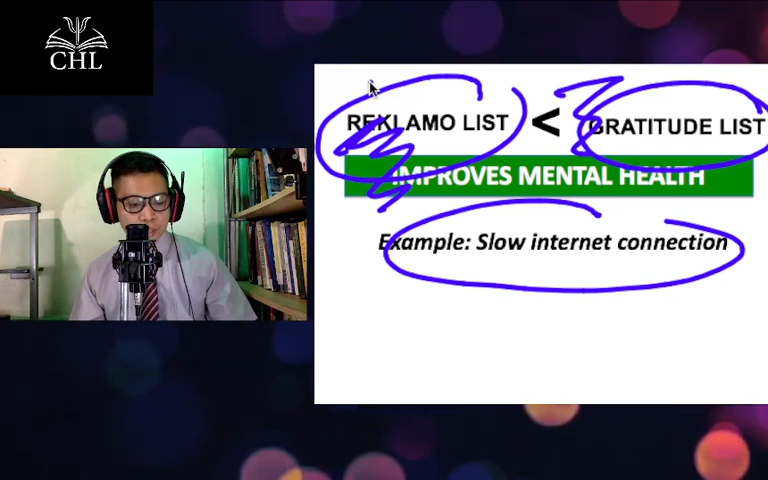 CHL
REKLAMO LIST < GRATITUDE LIST
IMPROVES MENTAL HEALTH
Example: Slow internet connection